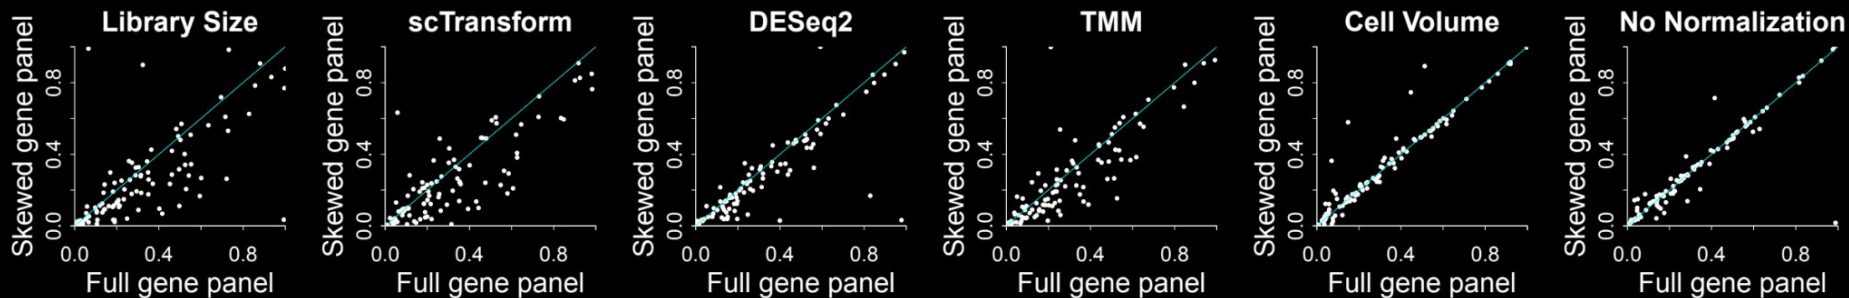 Library Size
Skewed gene panel
0.0 0.4 0.8
0.0 0.4 0.8
Full gene panel
scTransform
Skewed gene panel
0.0 0.4 0.8
0.0 0.4 0.8
Full gene panel
DESeq2
Skewed gene panel
0.0 0.4 0.8
0.0 0.4 0.8
Full gene panel
TMM
Skewed gene panel
0.0 0.4 0.8
0.0 0.4 0.8
Full gene panel
Cell Volume
Skewed gene panel
0.0 0.4 0.8
0.0 0.4 0.8
Full gene panel
No Normalization
Skewed gene panel
0.0 0.4 0.8
0.0 0.4 0.8
Full gene panel